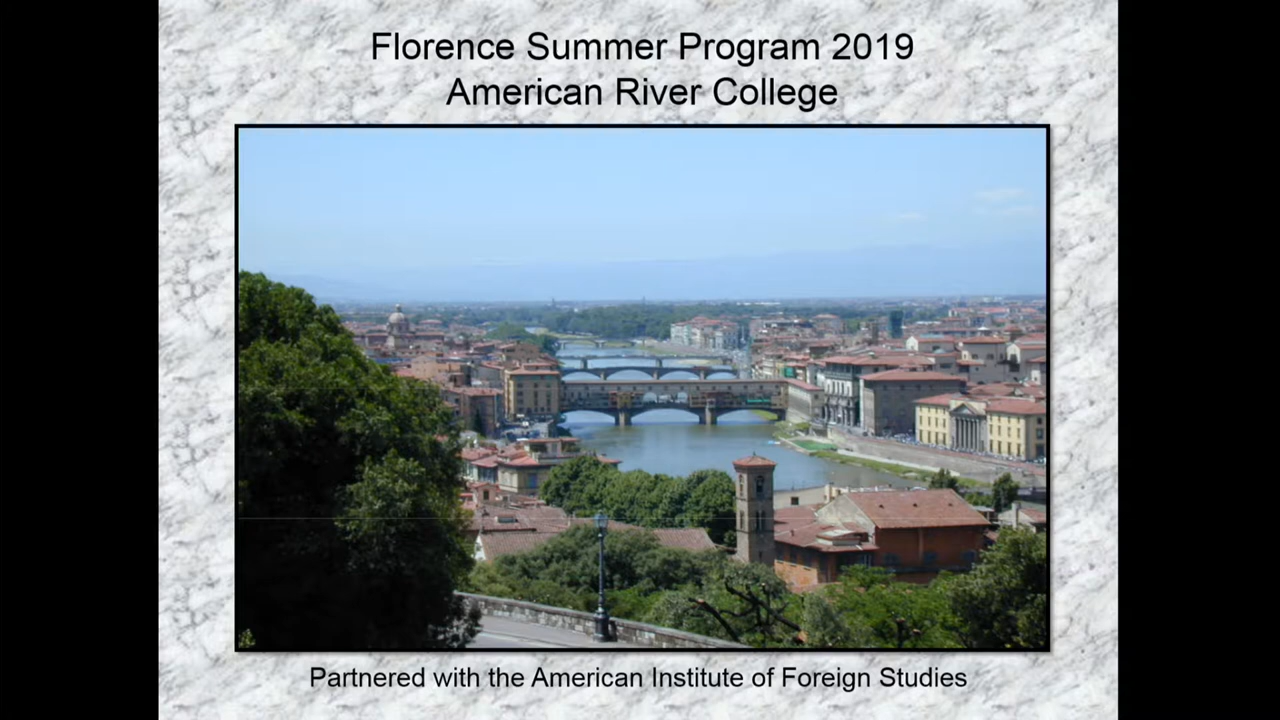 Florence Summer Program 2019
American River College
Partnered with the American Institute of Foreign Studies